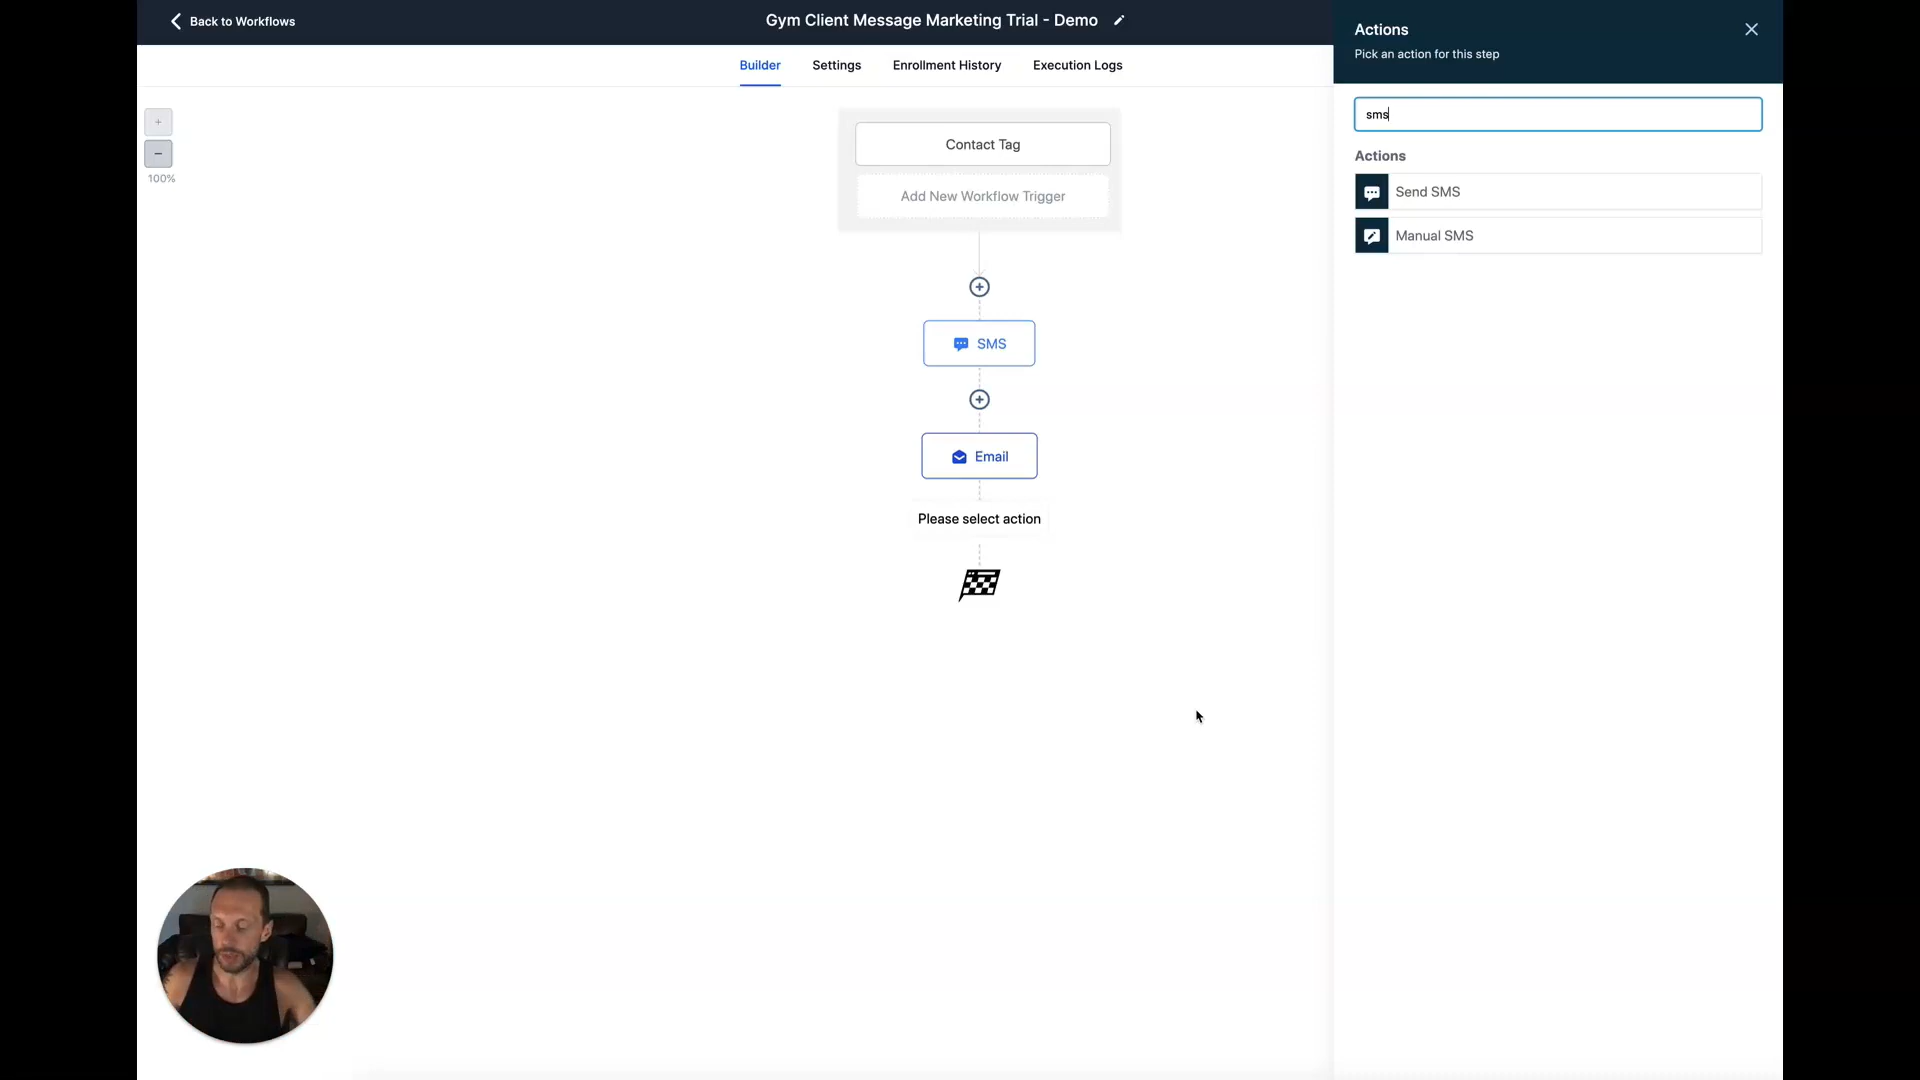 Back to Workflows
Gym Client Message Marketing Trial - Demo
Actions
Pick an action for this step
Builder
Settings
Enrollment History
Execution Logs
+
−
100%
Contact Tag
Add New Workflow Trigger
SMS
Email
Please select action
sms
Actions
Send SMS
Manual SMS